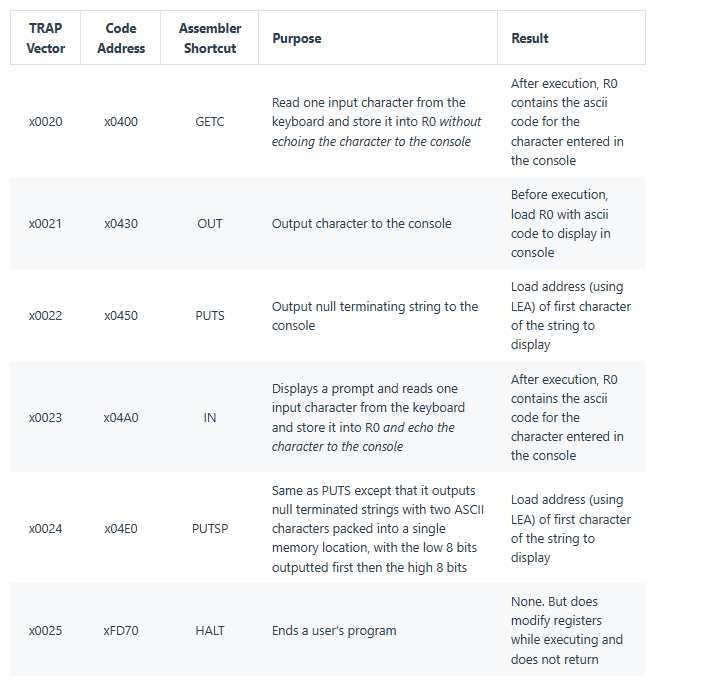 TRAP Vector
Code Address
Assembler Shortcut
Purpose
Result
x0020
x0400
GETC
Read one input character from the
keyboard and store it into R0 without
echoing the character to the console
After execution, R0
contains the ascii
code for the
character entered in
the console
x0021
x0430
OUT
Output character to the console
Before execution,
load R0 with ascii
code to display in
console
x0022
x0450
PUTS
Output null terminating string to the
console
Load address (using
LEA) of first character
of the string to
display
x0023
x04A0
IN
Displays a prompt and reads one
input character from the keyboard
and store it into R0 and echo the
character to the console
After execution, R0
contains the ascii
code for the
character entered in
the console
x0024
x04E0
PUTSP
Same as PUTS except that it outputs
null terminated strings with two ASCII
characters packed into a single
memory location, with the low 8 bits
outputted first then the high 8 bits
Load address (using
LEA) of first character
of the string to
display
x0025
xFD70
HALT
Ends a user's program
None. But does
modify registers
while executing and
does not return